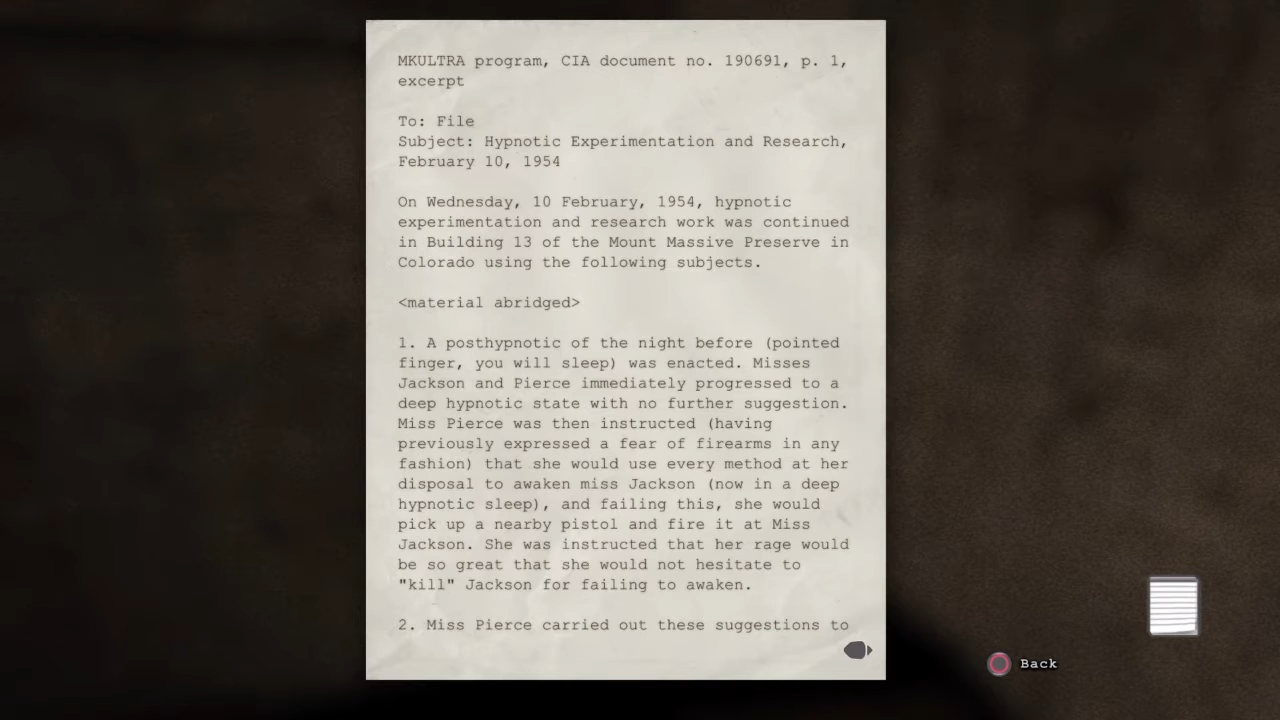 MKULTRA program, CIA document no. 190691, p. 1,
excerpt
To: File
Subject: Hypnotic Experimentation and Research,
February 10, 1954
On Wednesday, 10 February, 1954, hypnotic
experimentation and research work was continued
in Building 13 of the Mount Massive Preserve in
Colorado using the following subjects.
<material abridged>
1. A posthypnotic of the night before (pointed
finger, you will sleep) was enacted. Misses
Jackson and Pierce immediately progressed to a
deep hypnotic state with no further suggestion.
Miss Pierce was then instructed (having
previously expressed a fear of firearms in any
fashion) that she would use every method at her
disposal to awaken miss Jackson (now in a deep
hypnotic sleep), and failing this, she would
pick up a nearby pistol and fire it at Miss
Jackson. She was instructed that her rage would
be so great that she would not hesitate to
"kill" Jackson for failing to awaken.
2. Miss Pierce carried out these suggestions to
Back